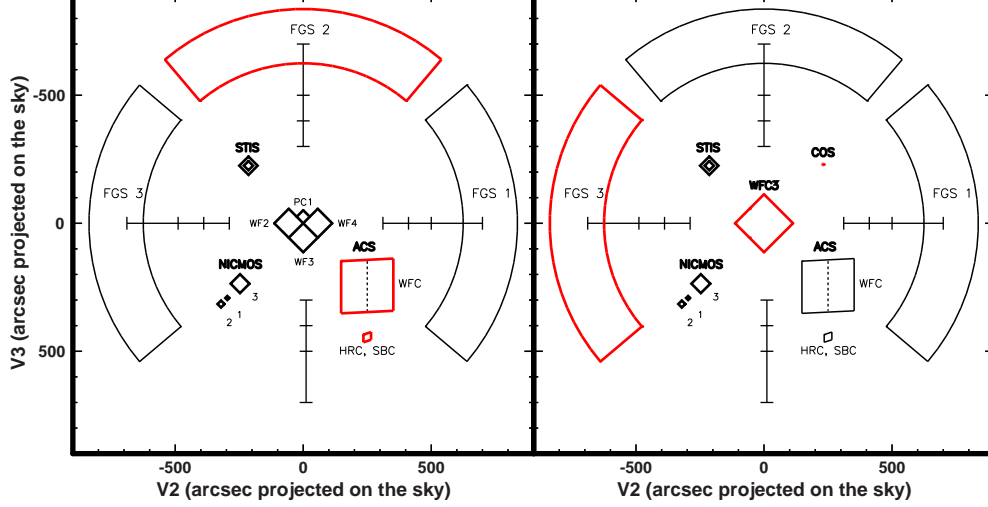 FGS 2
FGS 3
FGS 1
STIS
PC1
WF2
WF4
WF3
ACS
WFC
NICMOS
3
2
1
HRC, SBC
-500
0
500
V3 (arcsec projected on the sky)
-500
0
500
V2 (arcsec projected on the sky)
FGS 2
FGS 3
FGS 1
STIS
COS
WFC3
ACS
WFC
NICMOS
3
2
1
HRC, SBC
-500
0
500
V2 (arcsec projected on the sky)